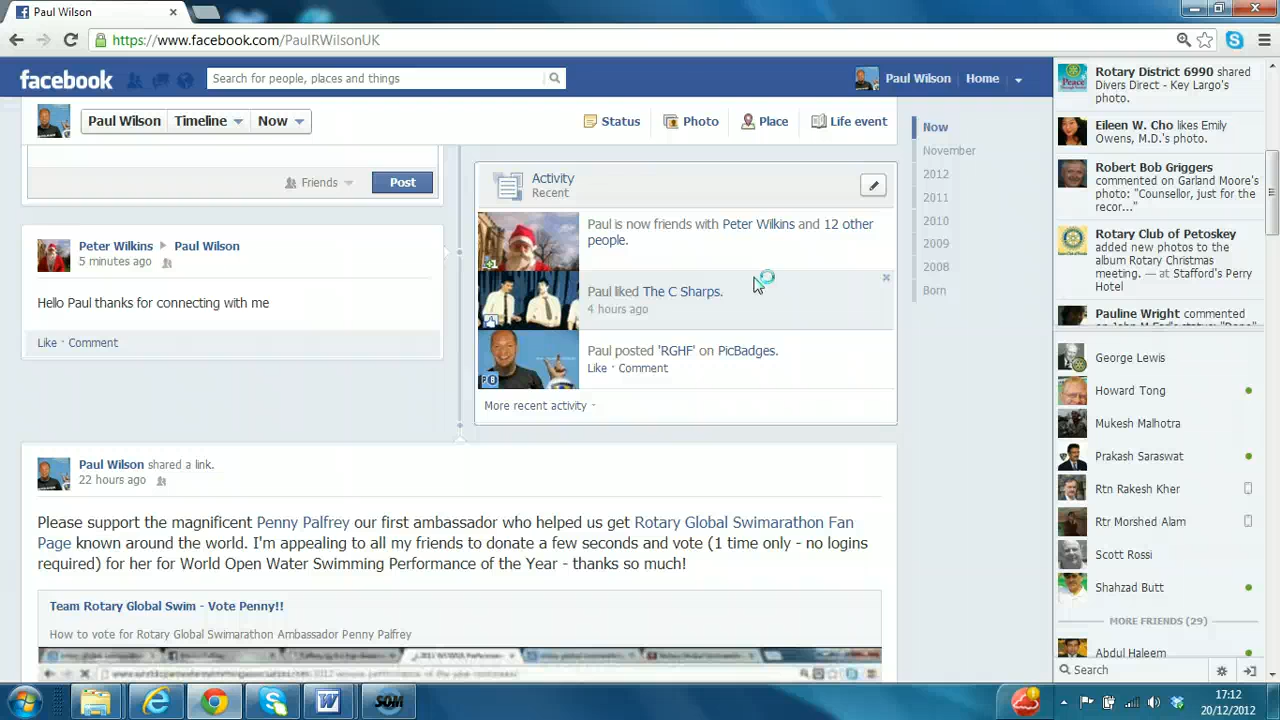 Paul Wilson
https://www.facebook.com/PaulRWilsonUK
facebook
Search for people, places and things
Paul Wilson
Home
Paul Wilson
Timeline
Now
Status
Photo
Place
Life event
Friends
Post
Peter Wilkins
Paul Wilson
5 minutes ago
Hello Paul thanks for connecting with me
Like · Comment
Activity
Recent
Paul is now friends with Peter Wilkins and 12 other
people.
Paul liked The C Sharps.
4 hours ago
Paul posted 'RGHF' on PicBadges.
Like · Comment
More recent activity
Paul Wilson shared a link.
22 hours ago
Please support the magnificent Penny Palfrey our first ambassador who helped us get Rotary Global Swimarathon Fan
Page known around the world. I'm appealing to all my friends to donate a few seconds and vote (1 time only - no logins
required) for her for World Open Water Swimming Performance of the Year - thanks so much!
Team Rotary Global Swim - Vote Penny!!
How to vote for Rotary Global Swimarathon Ambassador Penny Palfrey
Now
November
2012
2011
2010
2009
2008
Born
Rotary District 6990 shared
Divers Direct - Key Largo's
photo.
Eileen W. Cho likes Emily
Owens, M.D.'s photo.
Robert Bob Griggers
commented on Garland Moore's
photo: "Counsellor, just for the
recor..."
Rotary Club of Petoskey
added new photos to the
album Rotary Christmas
meeting. — at Stafford's Perry
Hotel
Pauline Wright commented
George Lewis
Howard Tong
Mukesh Malhotra
Prakash Saraswat
Rtn Rakesh Kher
Rtr Morshed Alam
Scott Rossi
Shahzad Butt
MORE FRIENDS (29)
Abdul Haleem
Search
17:12
20/12/2012